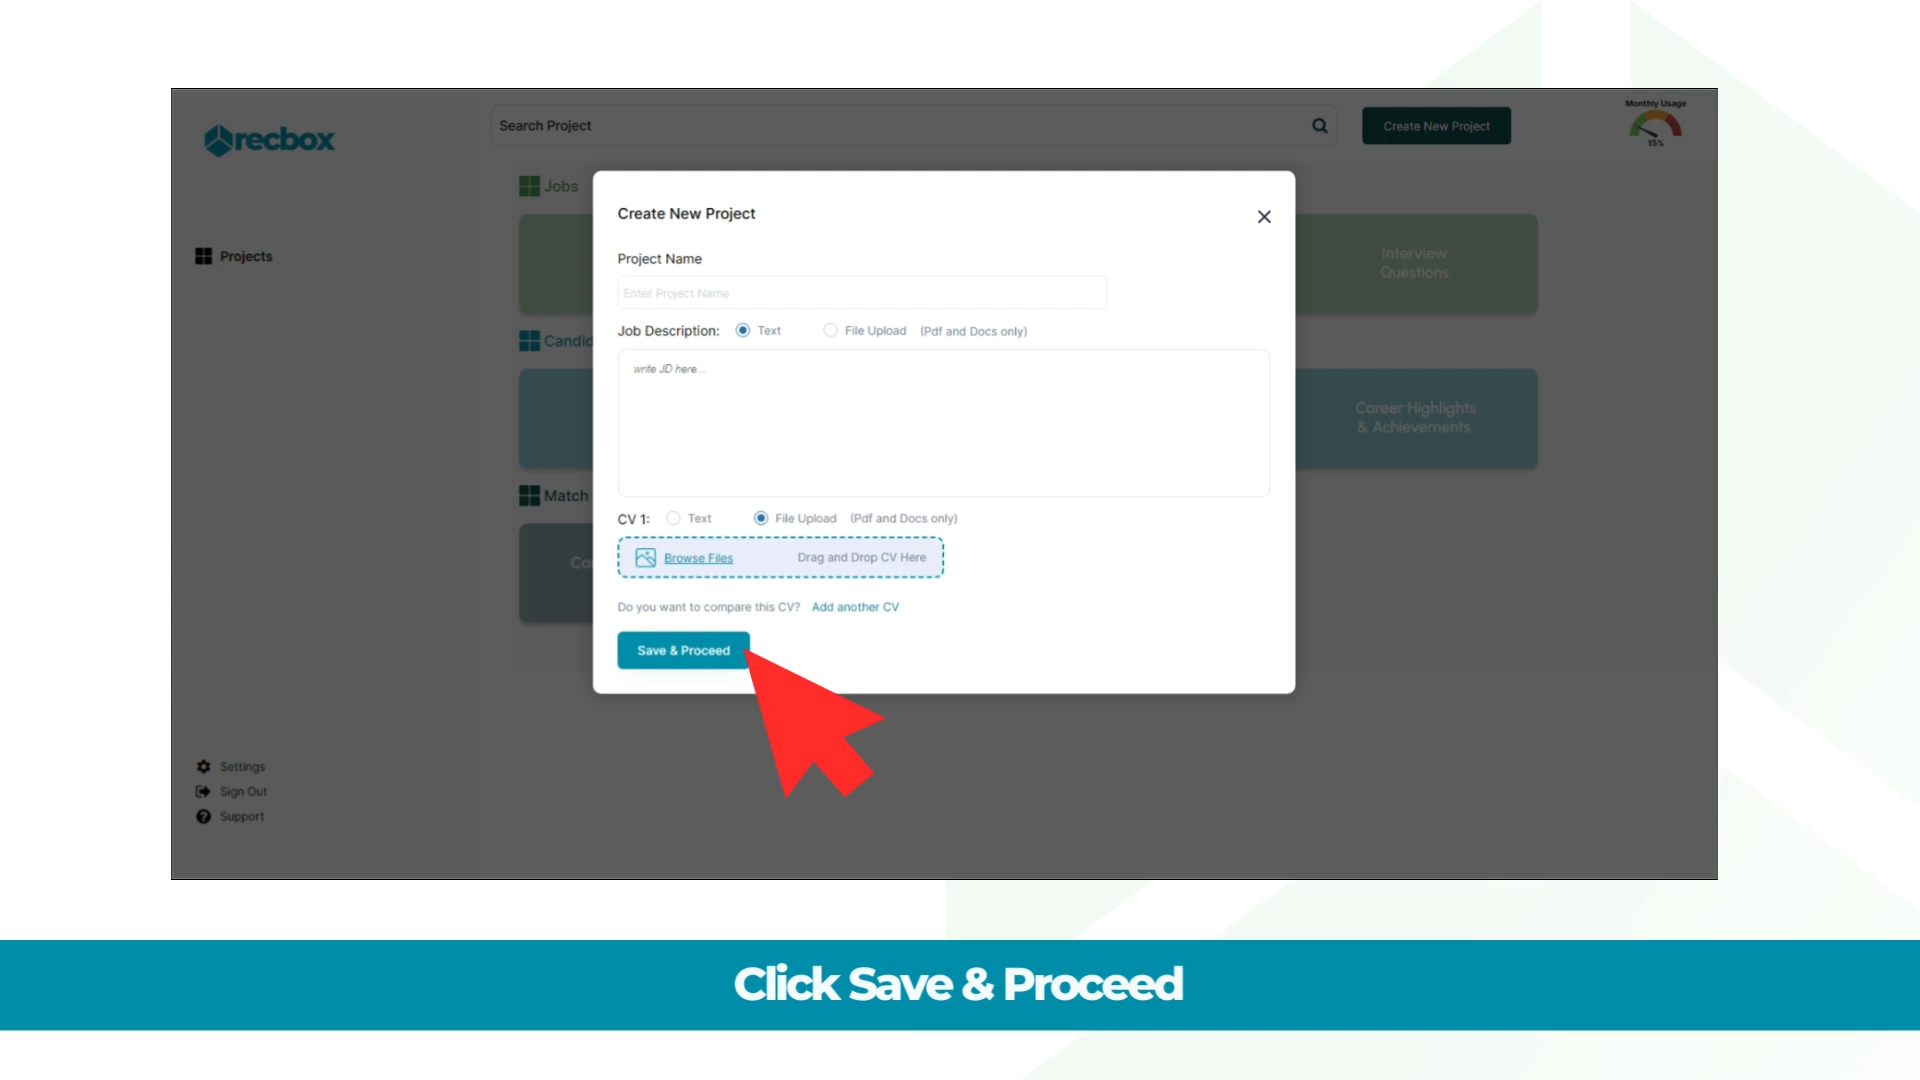 recbox
Search Project
Create New Project
Monthly Usage
15%
Projects
Jobs
Interview
Questions
Candid
Career Highlights
& Achievements
Match
Create New Project
Project Name
Enter Project Name
Job Description: Text File Upload (Pdf and Docs only)
write JD here...
CV 1: Text File Upload (Pdf and Docs only)
Browse Files Drag and Drop CV Here
Do you want to compare this CV? Add another CV
Save & Proceed
Settings
Sign Out
Support
Click Save & Proceed